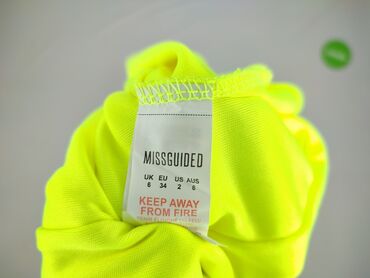 MISSGUIDED
UK EU US AUS
6 34 2 6
KEEP AWAY
FROM FIRE